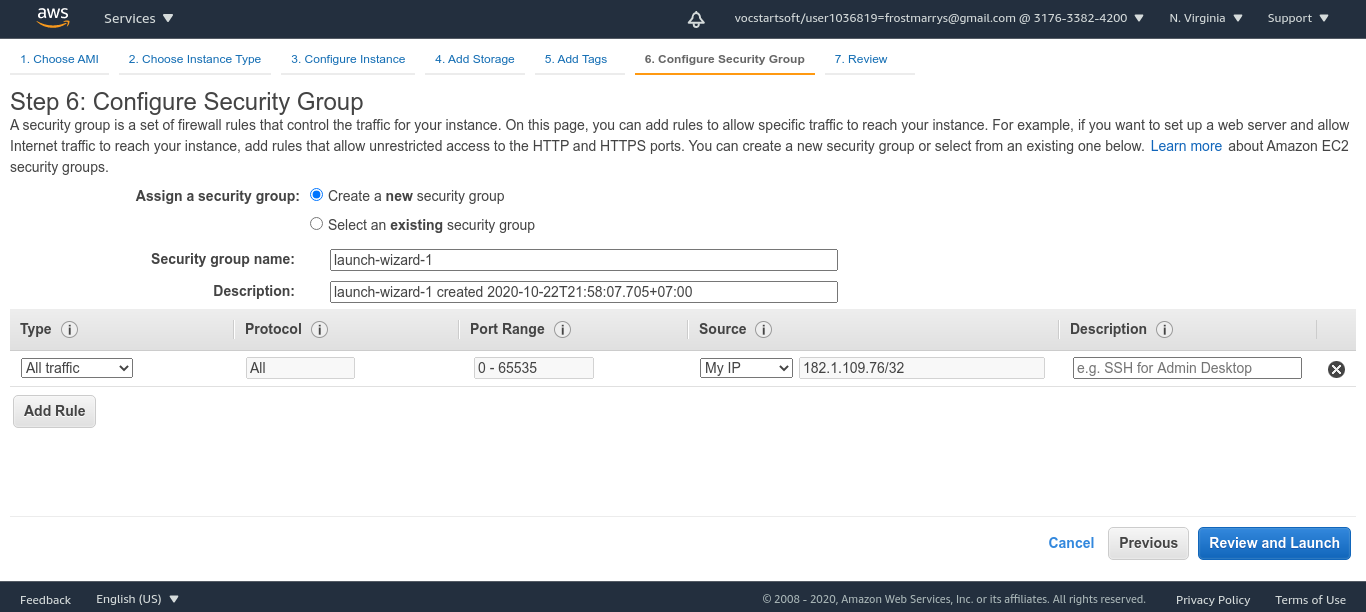 aws Services vocstartsoft/user1036819=frostmarrys@gmail.com @ 3176-3382-4200 N. Virginia Support
1. Choose AMI 2. Choose Instance Type 3. Configure Instance 4. Add Storage 5. Add Tags 6. Configure Security Group 7. Review
Step 6: Configure Security Group
A security group is a set of firewall rules that control the traffic for your instance. On this page, you can add rules to allow specific traffic to reach your instance. For example, if you want to set up a web server and allow
Internet traffic to reach your instance, add rules that allow unrestricted access to the HTTP and HTTPS ports. You can create a new security group or select from an existing one below. Learn more about Amazon EC2
security groups.
Assign a security group: Create a new security group
Select an existing security group
Security group name: launch-wizard-1
Description: launch-wizard-1 created 2020-10-22T21:58:07.705+07:00
Type i Protocol i Port Range i Source i Description i
All traffic All 0 - 65535 My IP 182.1.109.76/32 e.g. SSH for Admin Desktop
Add Rule
Cancel Previous Review and Launch
Feedback English (US) © 2008 - 2020, Amazon Web Services, Inc. or its affiliates. All rights reserved. Privacy Policy Terms of Use